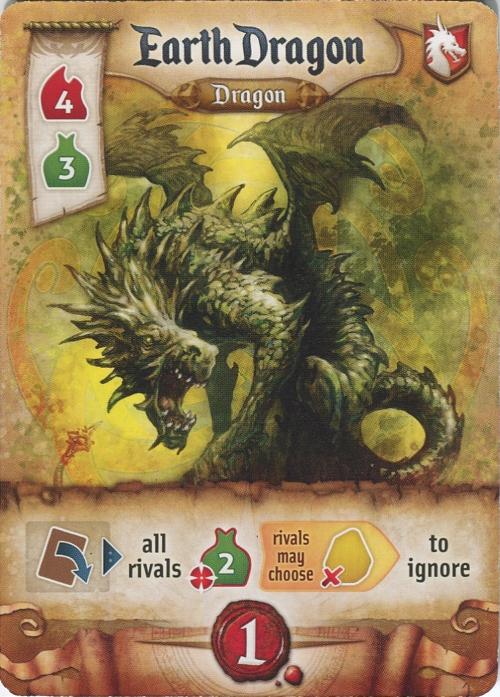 Earth Dragon
Dragon
4
3
all
rivals
2
rivals
may
choose
to
ignore
1